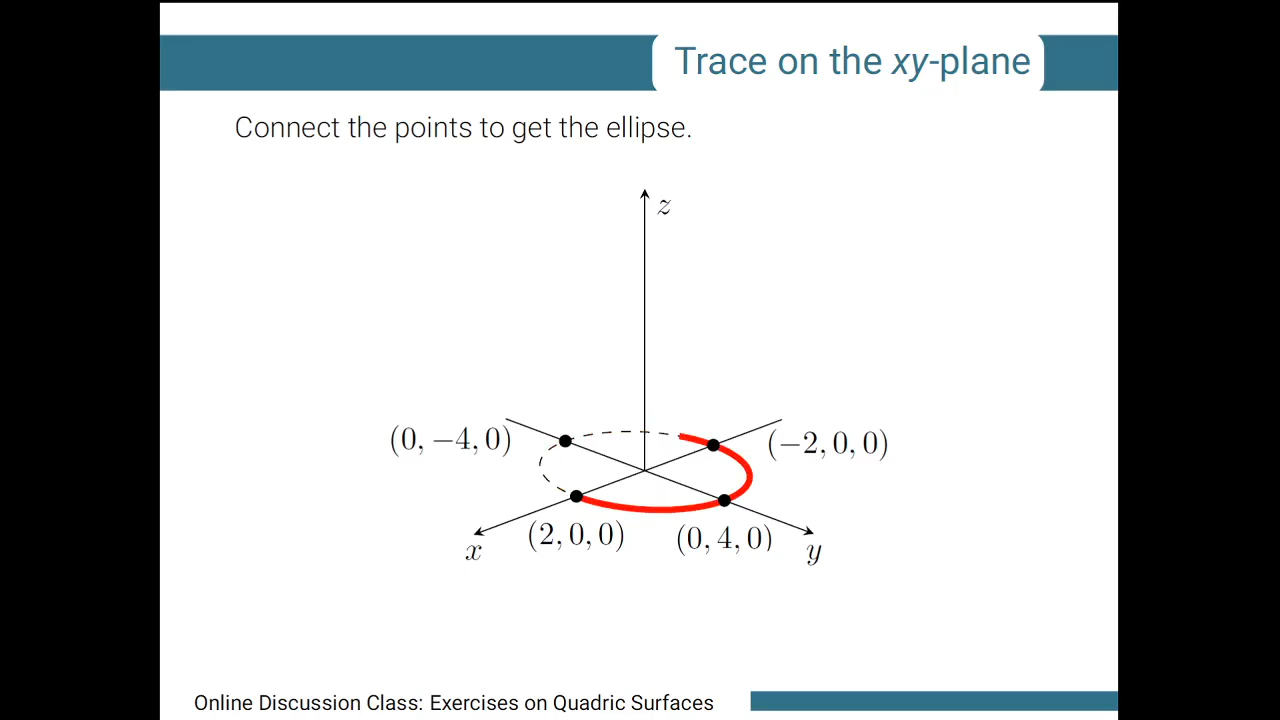 Trace on the xy-plane
Connect the points to get the ellipse.
z
(0, −4, 0)
(−2, 0, 0)
(2, 0, 0)
(0, 4, 0)
x
y
Online Discussion Class: Exercises on Quadric Surfaces